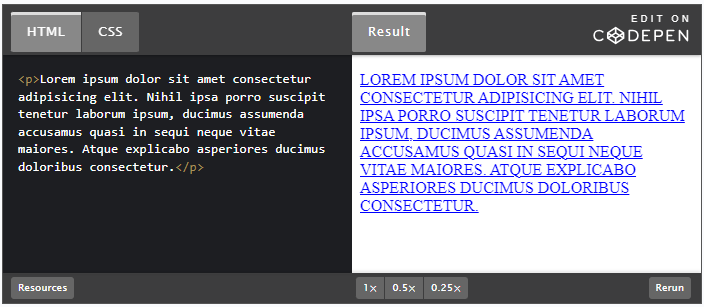 HTML CSS Result EDIT ON
CODEPEN
<p>Lorem ipsum dolor sit amet consectetur
adipisicing elit. Nihil ipsa porro suscipit
tenetur laborum ipsum, ducimus assumenda
accusamus quasi in sequi neque vitae
maiores. Atque explicabo asperiores ducimus
doloribus consectetur.</p>
LOREM IPSUM DOLOR SIT AMET
CONSECTETUR ADIPISICING ELIT. NIHIL
IPSA PORRO SUSCIPIT TENETUR LABORUM
IPSUM, DUCIMUS ASSUMENDA
ACCUSAMUS QUASI IN SEQUI NEQUE
VITAE MAIORES. ATQUE EXPLICABO
ASPERIORES DUCIMUS DOLORIBUS
CONSECTETUR.
Resources 1× 0.5× 0.25× Rerun